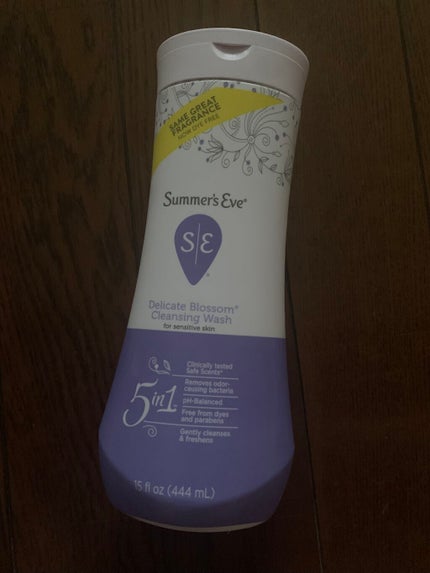 SAME GREAT
FRAGRANCE
NOW DYE FREE
Summer's Eve®
S|E
Delicate Blossom®
Cleansing Wash
for sensitive skin
5in1
Clinically tested
Safe Scents®
Removes odor-
causing bacteria
pH-Balanced
Free from dyes
and parabens
Gently cleanses
& freshens
15 fl oz (444 mL)